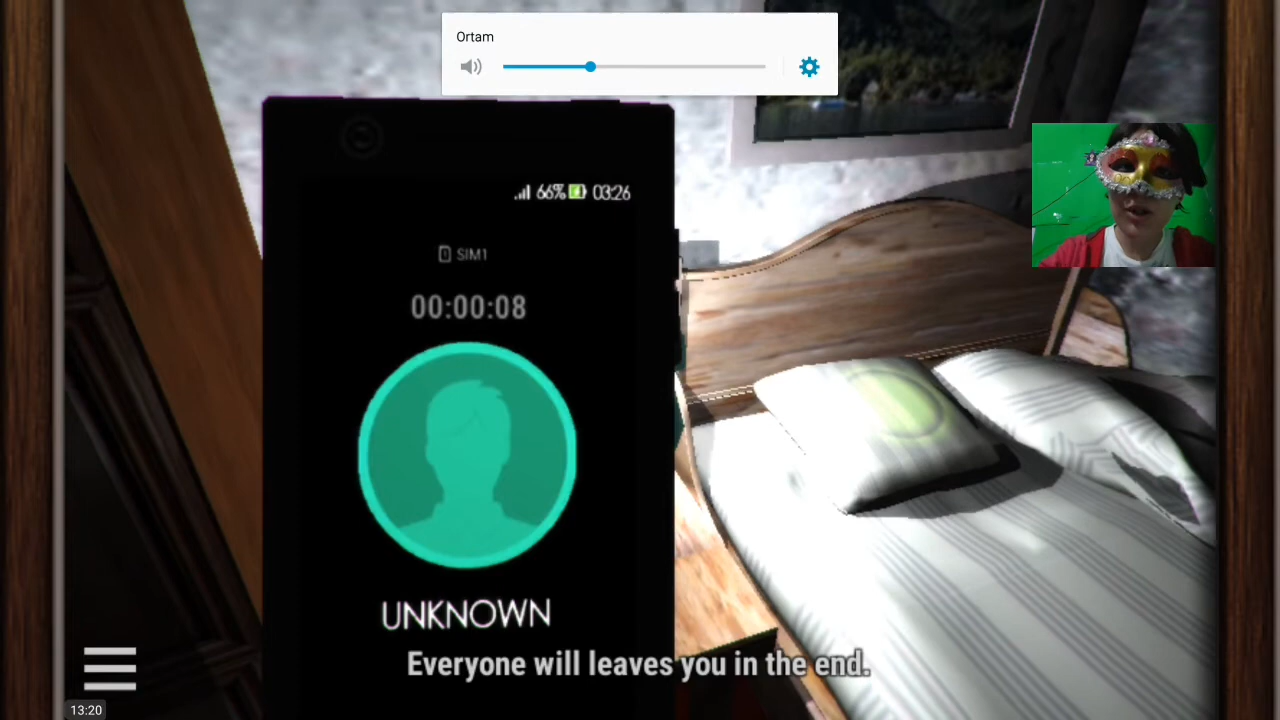 Ortam
66% 03:26
SIM1
00:00:08
UNKNOWN
Everyone will leaves you in the end.
13:20